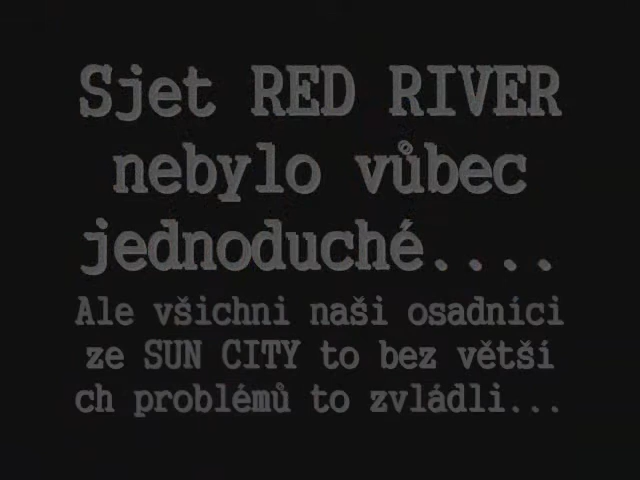 Sjet RED RIVER
nebylo vůbec
jednoduché....
Ale všichni naši osadníci
ze SUN CITY to bez větší
ch problémů to zvládli...